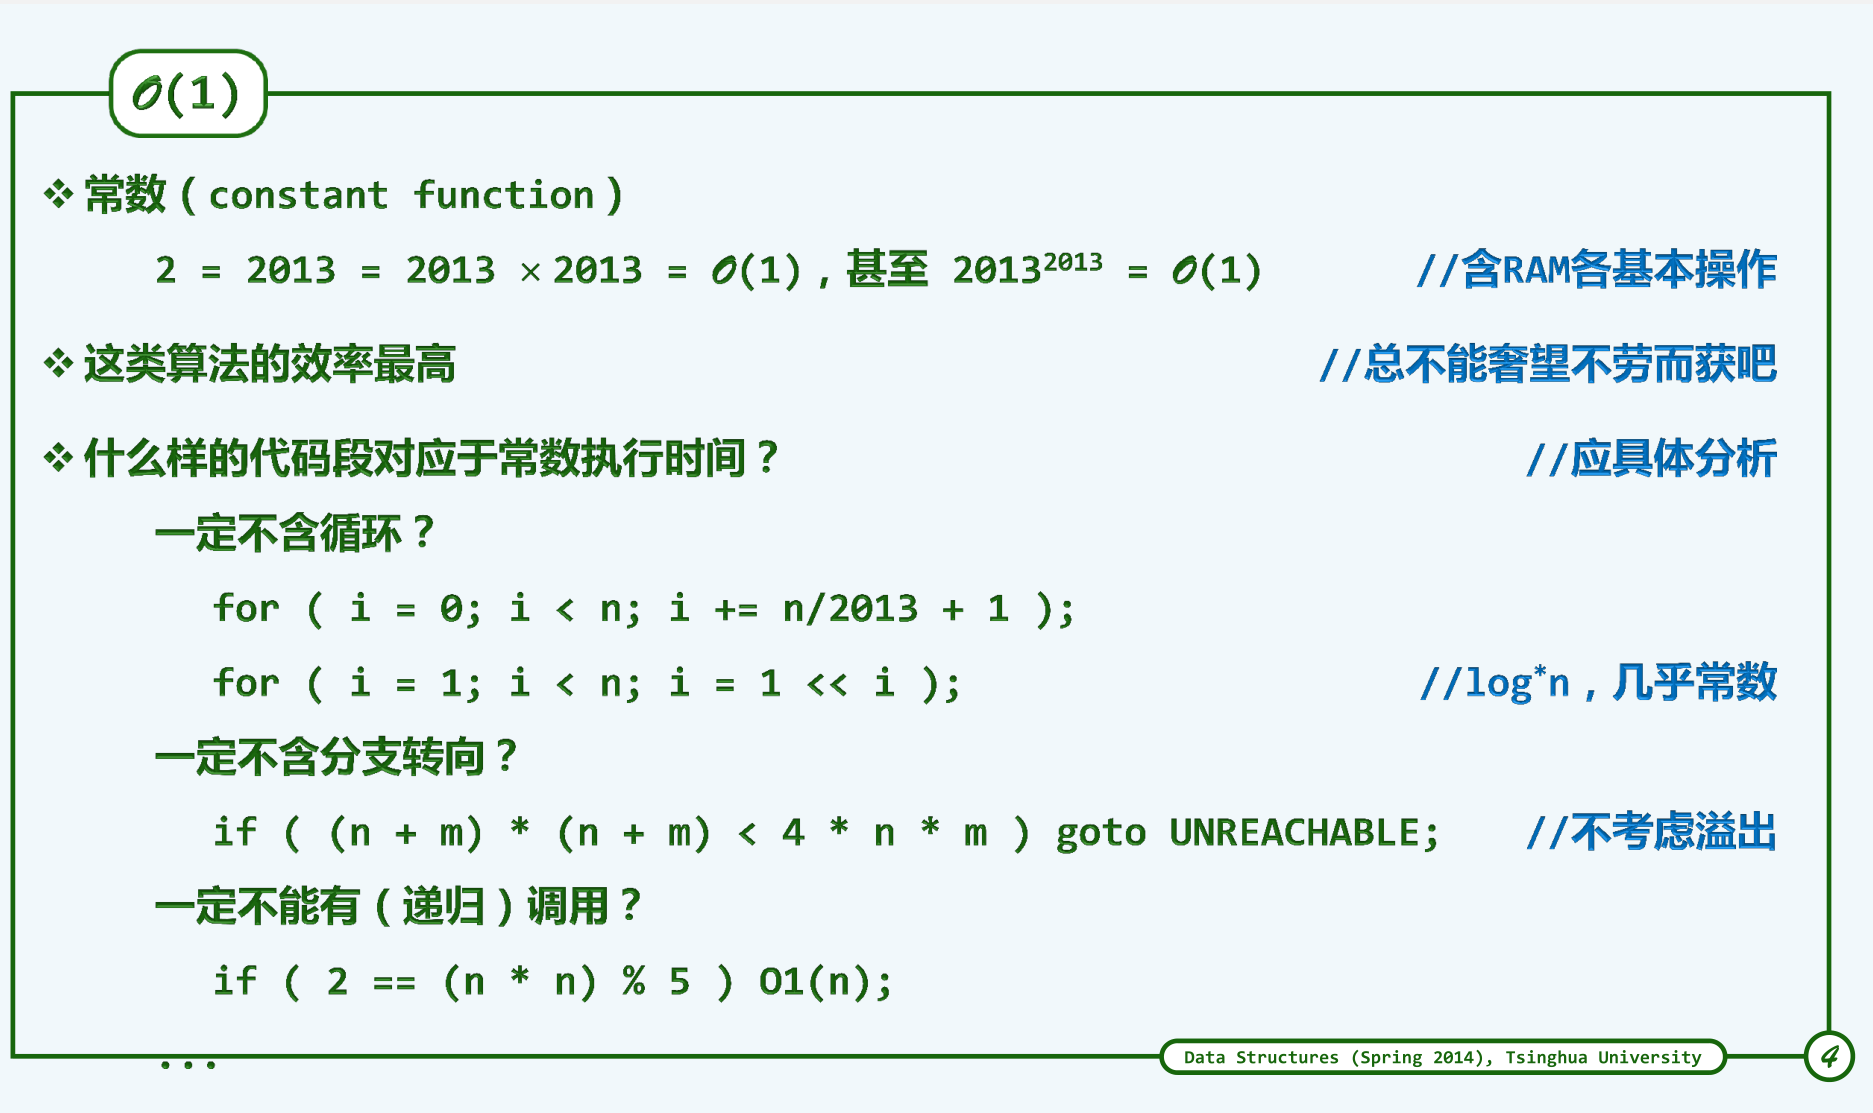 𝒪(1)
❖ 常数（constant function）
2 = 2013 = 2013 × 2013 = 𝒪(1)，甚至 2013²⁰¹³ = 𝒪(1) //含RAM各基本操作
❖ 这类算法的效率最高 //总不能奢望不劳而获吧
❖ 什么样的代码段对应于常数执行时间？ //应具体分析
一定不含循环？
for ( i = 0; i < n; i += n/2013 + 1 );
for ( i = 1; i < n; i = 1 << i ); //log*n，几乎常数
一定不含分支转向？
if ( (n + m) * (n + m) < 4 * n * m ) goto UNREACHABLE; //不考虑溢出
一定不能有（递归）调用？
if ( 2 == (n * n) % 5 ) O1(n);
...
Data Structures (Spring 2014), Tsinghua University
4